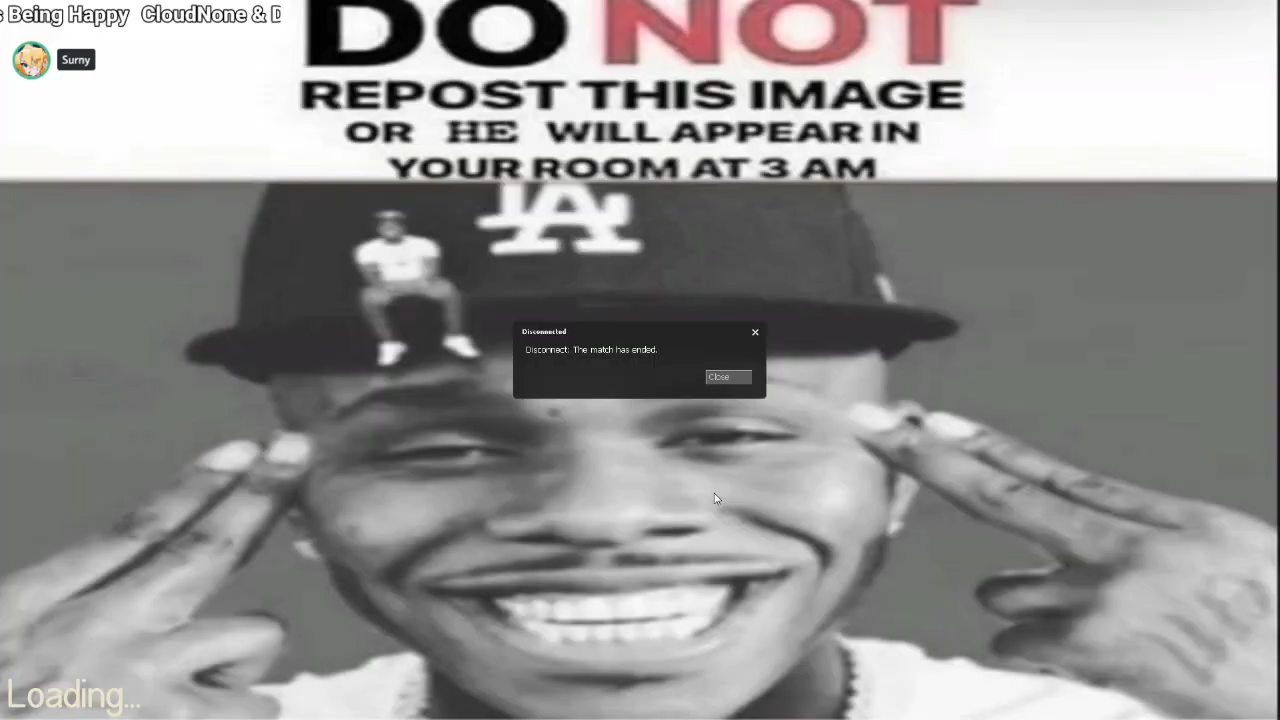 s Being Happy  CloudNone & D
Surny
DO NOT
REPOST THIS IMAGE
OR HE WILL APPEAR IN
YOUR ROOM AT 3 AM
LA
Disconnected
Disconnect: The match has ended.
Close
Loading...